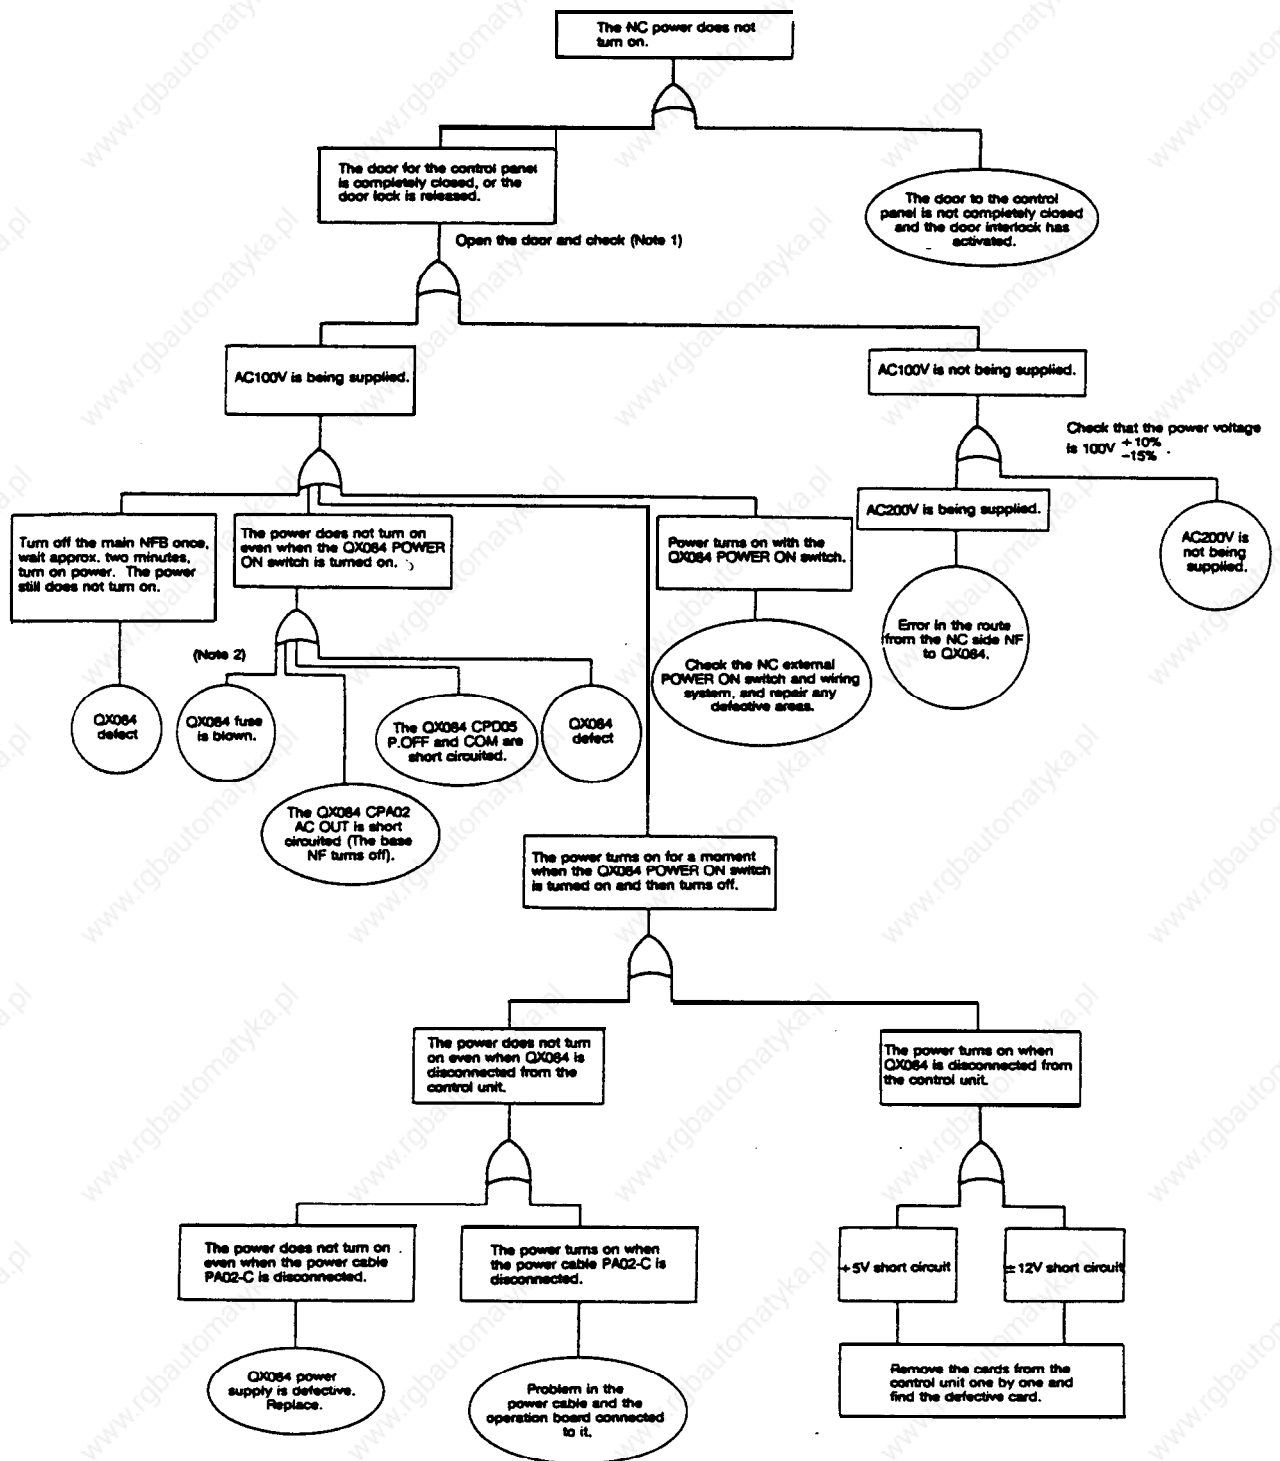 The NC power does not
turn on.
The door for the control panel
is completely closed, or the
door lock is released.
The door to the control
panel is not completely closed
and the door interlock has
activated.
Open the door and check (Note 1)
AC100V is being supplied.
AC100V is not being supplied.
Check that the power voltage
is 100V +10%
-15% .
Turn off the main NFB once,
wait approx. two minutes,
turn on power. The power
still does not turn on.
The power does not turn on
even when the QX084 POWER
ON switch is turned on.
Power turns on with the
QX084 POWER ON switch.
AC200V is being supplied.
AC200V is
not being
supplied.
(Note 2)
QX084
defect
QX084 fuse
is blown.
The QX084 CPD05
P.OFF and COM are
short circuited.
QX084
defect
Check the NC external
POWER ON switch and wiring
system, and repair any
defective areas.
Error in the route
from the NC side NF
to QX084.
The QX084 CPA02
AC OUT is short
circuited (The base
NF turns off).
The power turns on for a moment
when the QX084 POWER ON switch
is turned on and then turns off.
The power does not turn
on even when QX084 is
disconnected from the
control unit.
The power turns on when
QX084 is disconnected from
the control unit.
The power does not turn on
even when the power cable
PA02-C is disconnected.
The power turns on when
the power cable PA02-C is
disconnected.
+5V short circuit
±12V short circuit
QX084 power
supply is defective.
Replace.
Problem in the
power cable and the
operation board connected
to it.
Remove the cards from the
control unit one by one and
find the defective card.
www.rgbautomatyka.pl